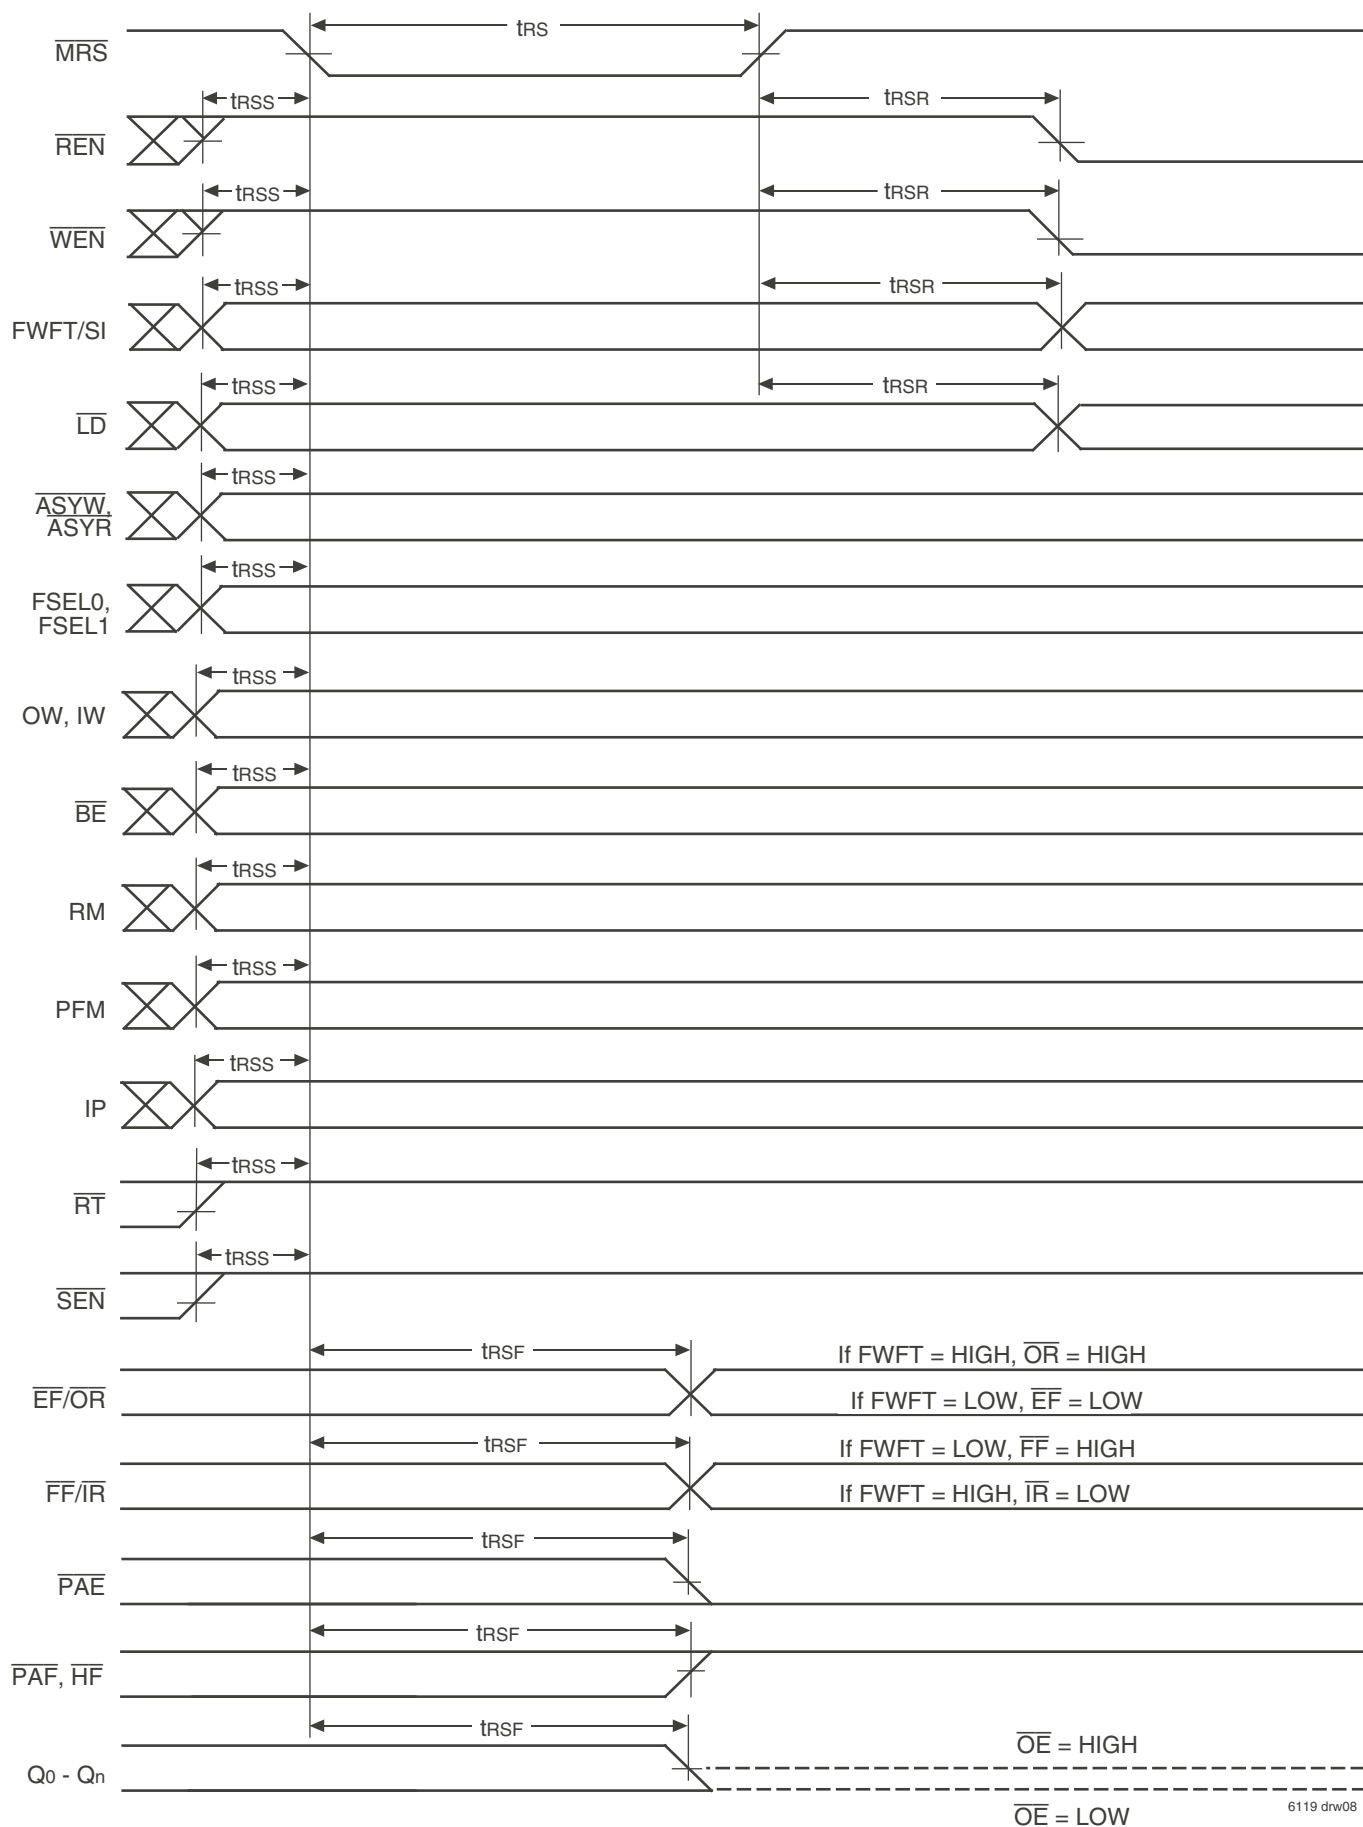 tRS
MRS
tRSS
tRSR
REN
tRSS
tRSR
WEN
tRSS
tRSR
FWFT/SI
tRSS
tRSR
LD
tRSS
ASYW,
ASYR
tRSS
FSEL0,
FSEL1
tRSS
OW, IW
tRSS
BE
tRSS
RM
tRSS
PFM
tRSS
IP
tRSS
RT
tRSS
SEN
tRSF
If FWFT = HIGH, OR = HIGH
EF/OR
If FWFT = LOW, EF = LOW
tRSF
If FWFT = LOW, FF = HIGH
FF/IR
If FWFT = HIGH, IR = LOW
tRSF
PAE
tRSF
PAF, HF
tRSF
OE = HIGH
Q0 - Qn
OE = LOW
6119 drw08